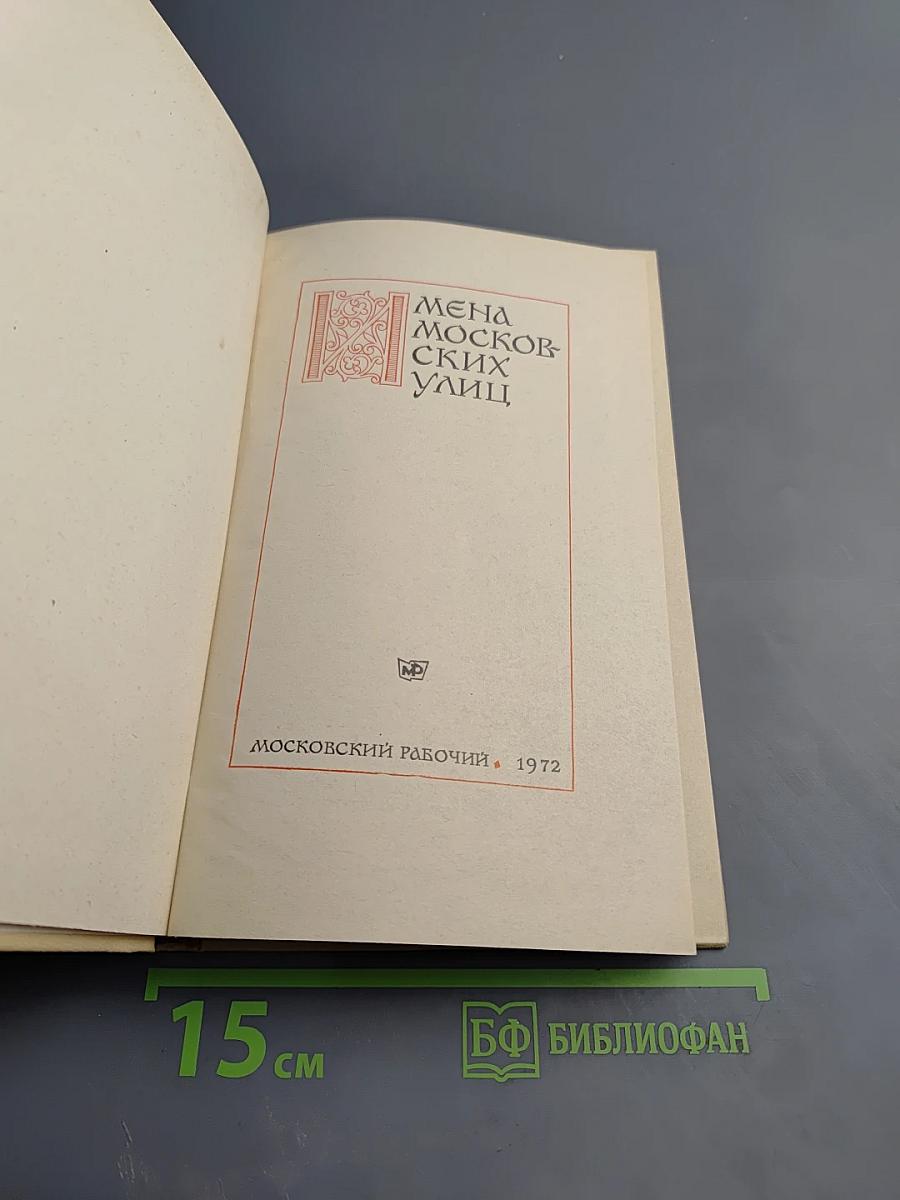 ИМЕНА
МОСКОВ-
СКИХ
УЛИЦ
МР
МОСКОВСКИЙ РАБОЧИЙ • 1972
15 см
БФ БИБЛИОФАН